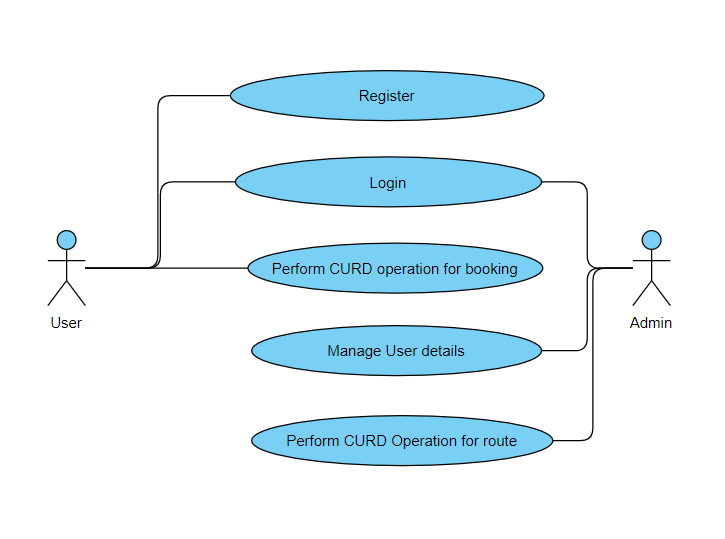 Register
Login
Perform CURD operation for booking
User
Admin
Manage User details
Perform CURD Operation for route